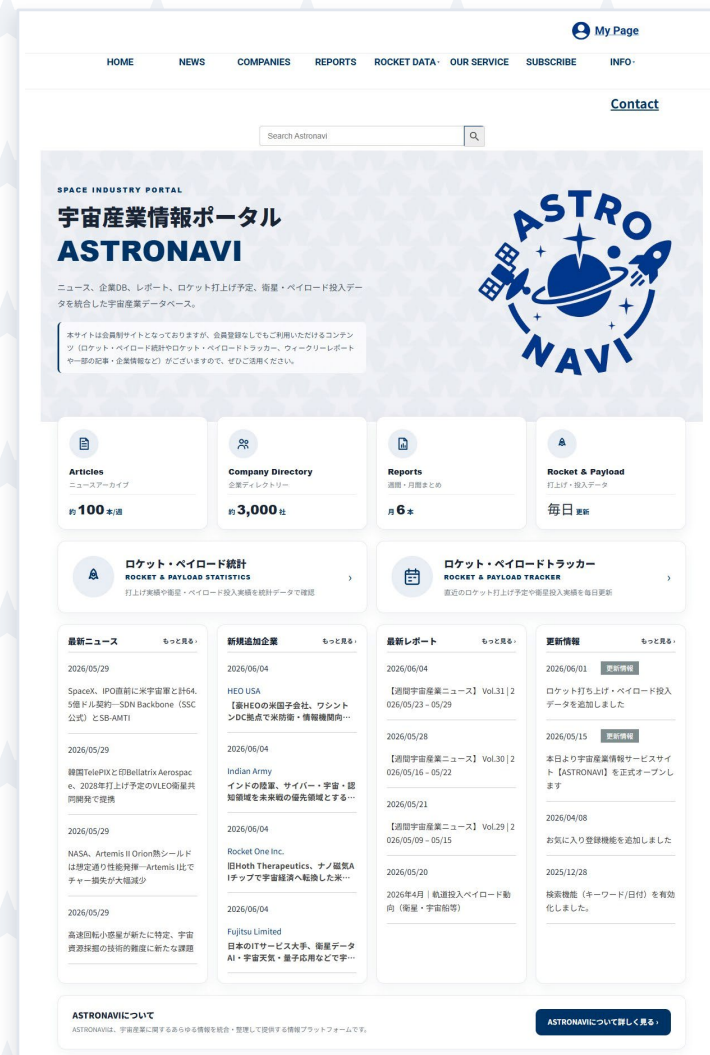 My Page
HOME NEWS COMPANIES REPORTS ROCKET DATA OUR SERVICE SUBSCRIBE INFO
Contact
Search Astronavi
SPACE INDUSTRY PORTAL
宇宙産業情報ポータル
ASTRONAVI
ASTRO
NAVI
ニュース、企業DB、レポート、ロケット打上げ予定、衛星・ペイロード投入デー
タを統合した宇宙産業データベース。
本サイトは会員制サイトとなっておりますが、会員登録なしでもご利用いただけるコンテン
ツ（ロケット・ペイロード統計やロケット・ペイロードトラッカー、ウィークリーレポート
や一部の記事・企業情報など）がございますので、ぜひご活用ください。
Articles
ニュースアーカイブ
約 100 本/週
Company Directory
企業ディレクトリー
約 3,000 社
Reports
週間・月間まとめ
月 6 本
Rocket & Payload
打上げ・投入データ
毎日 更新
ロケット・ペイロード統計
ROCKET & PAYLOAD STATISTICS
打上げ実績や衛星・ペイロード投入実績を統計データで確認
›
ロケット・ペイロードトラッカー
ROCKET & PAYLOAD TRACKER
直近のロケット打上げ予定や衛星投入実績を毎日更新
›
最新ニュース もっと見る ›
2026/05/29
SpaceX、IPO直前に米宇宙軍と計64.
5億ドル契約─SDN Backbone（SSC
公式）とSB-AMTI
2026/05/29
韓国TelePIXと印Bellatrix Aerospac
e、2028年打上げ予定のVLEO衛星共
同開発で提携
2026/05/29
NASA、Artemis II Orion熱シールド
は想定通り性能発揮─Artemis I比で
チャー損失が大幅減少
2026/05/29
高速回転小惑星が新たに特定、宇宙
資源採掘の技術的難度に新たな課題
新規追加企業 もっと見る ›
2026/06/04
HEO USA
【豪HEOの米国子会社、ワシント
ンDC拠点で米防衛・情報機関向…
2026/06/04
Indian Army
インドの陸軍、サイバー・宇宙・認
知領域を未来戦の優先領域とする…
2026/06/04
Rocket One Inc.
旧Hoth Therapeutics、ナノ磁気A
Iチップで宇宙経済へ転換した米…
2026/06/04
Fujitsu Limited
日本のITサービス大手、衛星データ
AI・宇宙天気・量子応用などで宇…
最新レポート もっと見る ›
2026/06/04
【週間宇宙産業ニュース】Vol.31 | 2
026/05/23 – 05/29
2026/05/28
【週間宇宙産業ニュース】Vol.30 | 2
026/05/16 – 05/22
2026/05/21
【週間宇宙産業ニュース】Vol.29 | 2
026/05/09 – 05/15
2026/05/20
2026年4月｜軌道投入ペイロード動
向（衛星・宇宙船等）
更新情報 もっと見る ›
2026/06/01 更新情報
ロケット打ち上げ・ペイロード投入
データを追加しました
2026/05/15 更新情報
本日より宇宙産業情報サービスサイ
ト【ASTRONAVI】を正式オープンし
ます
2026/04/08
お気に入り登録機能を追加しました
2025/12/28
検索機能（キーワード/日付）を有効
化しました。
ASTRONAVIについて
ASTRONAVIは、宇宙産業に関するあらゆる情報を統合・整理して提供する情報プラットフォームです。
ASTRONAVIについて詳しく見る ›